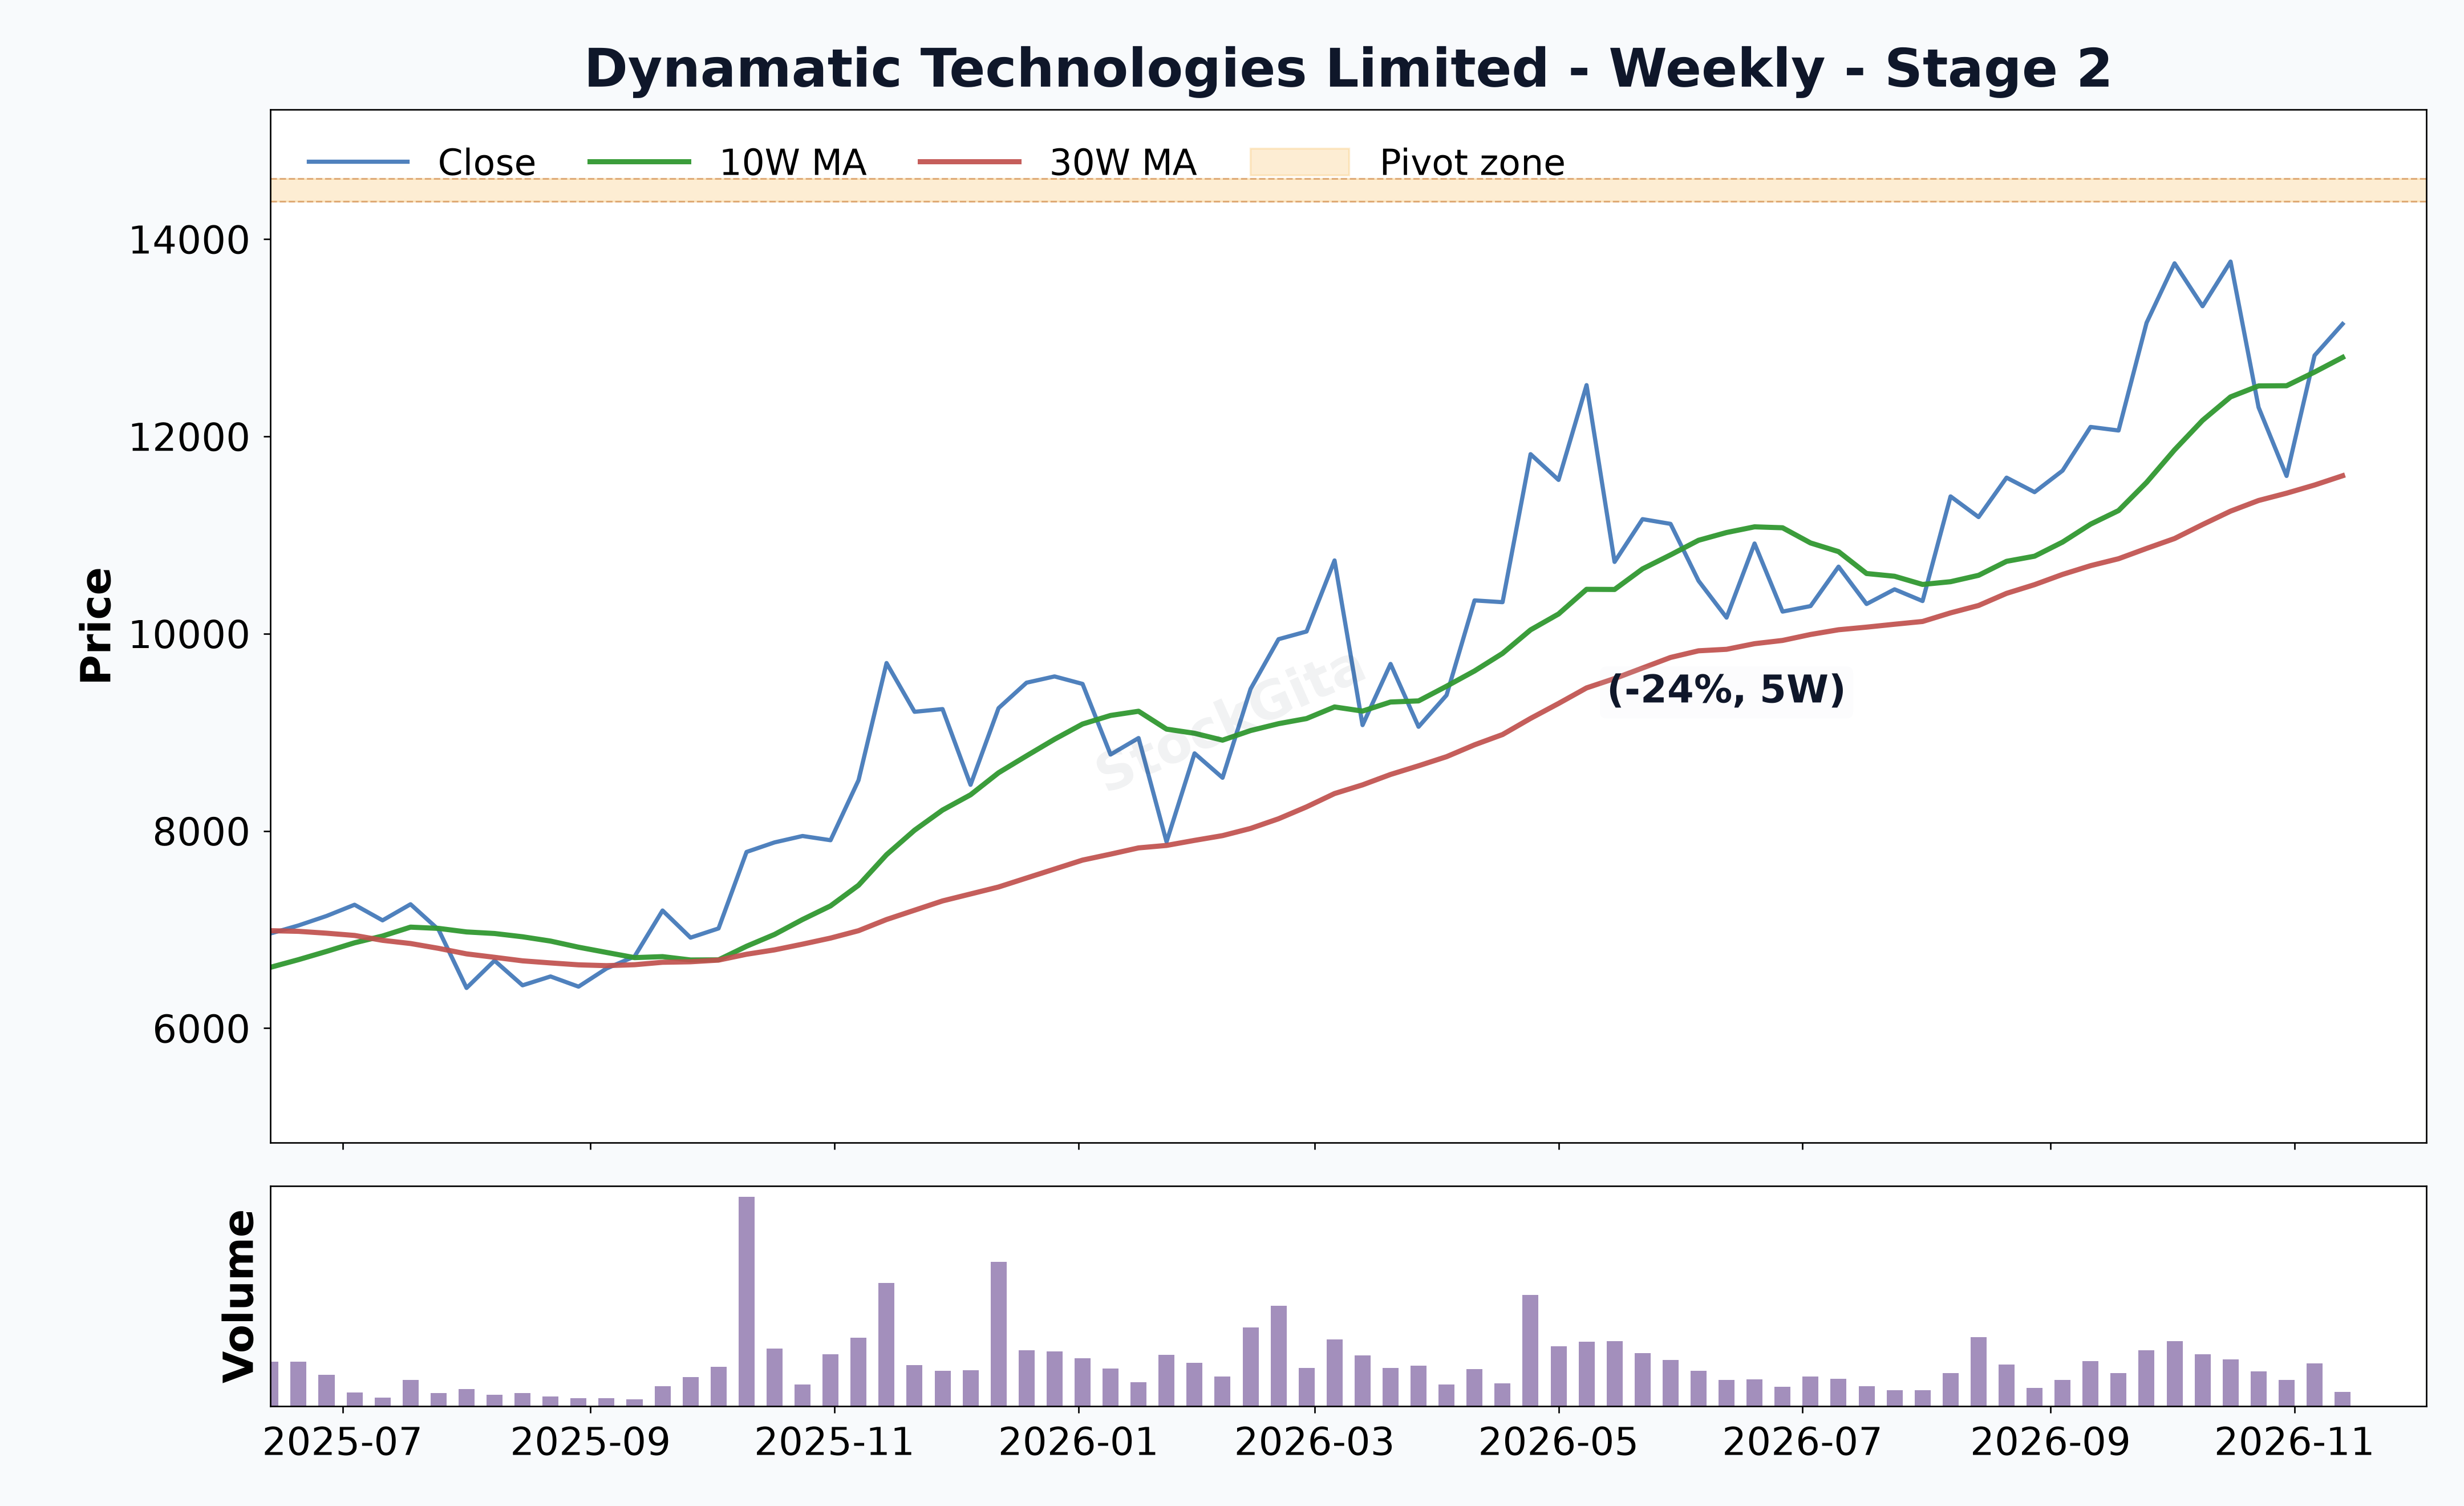 Dynamatic Technologies Limited - Weekly - Stage 2
Close
10W MA
30W MA
Pivot zone
14000
12000
10000
8000
6000
Price
StockGita
(-24%, 5W)
Volume
2025-07
2025-09
2025-11
2026-01
2026-03
2026-05
2026-07
2026-09
2026-11